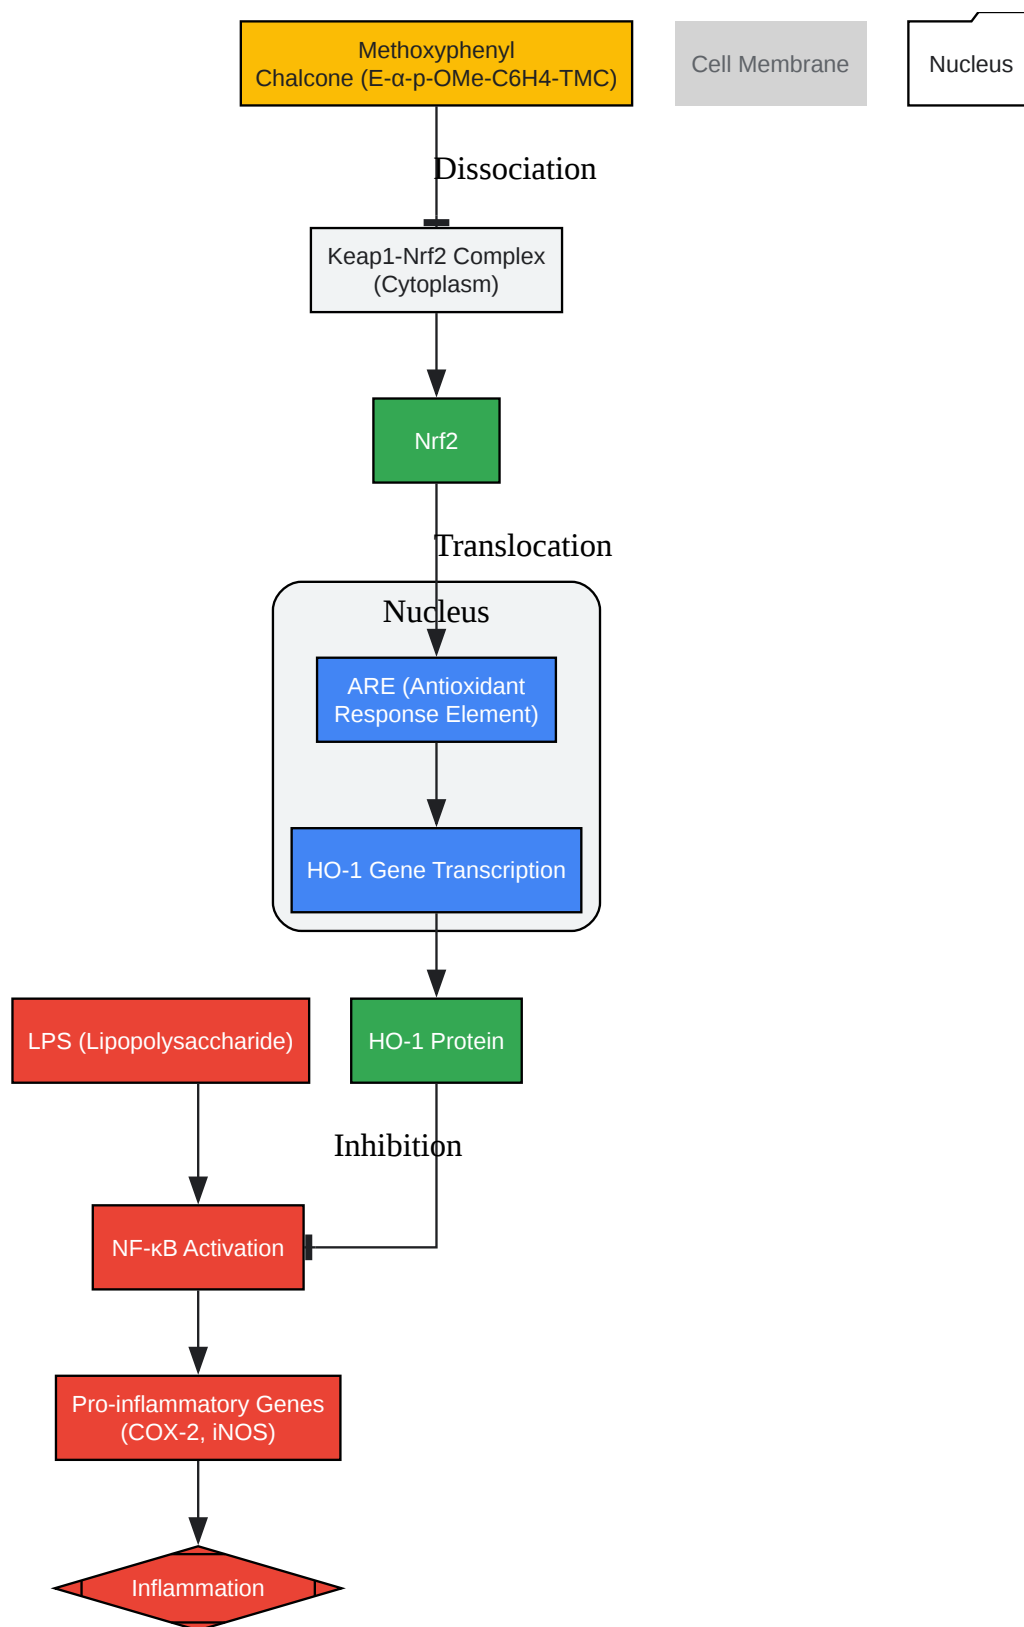 Methoxyphenyl
Chalcone (E-α-p-OMe-C6H4-TMC)
Cell Membrane
Nucleus
Dissociation
Keap1-Nrf2 Complex
(Cytoplasm)
Nrf2
Translocation
Nucleus
ARE (Antioxidant
Response Element)
HO-1 Gene Transcription
LPS (Lipopolysaccharide)
HO-1 Protein
Inhibition
NF-κB Activation
Pro-inflammatory Genes
(COX-2, iNOS)
Inflammation